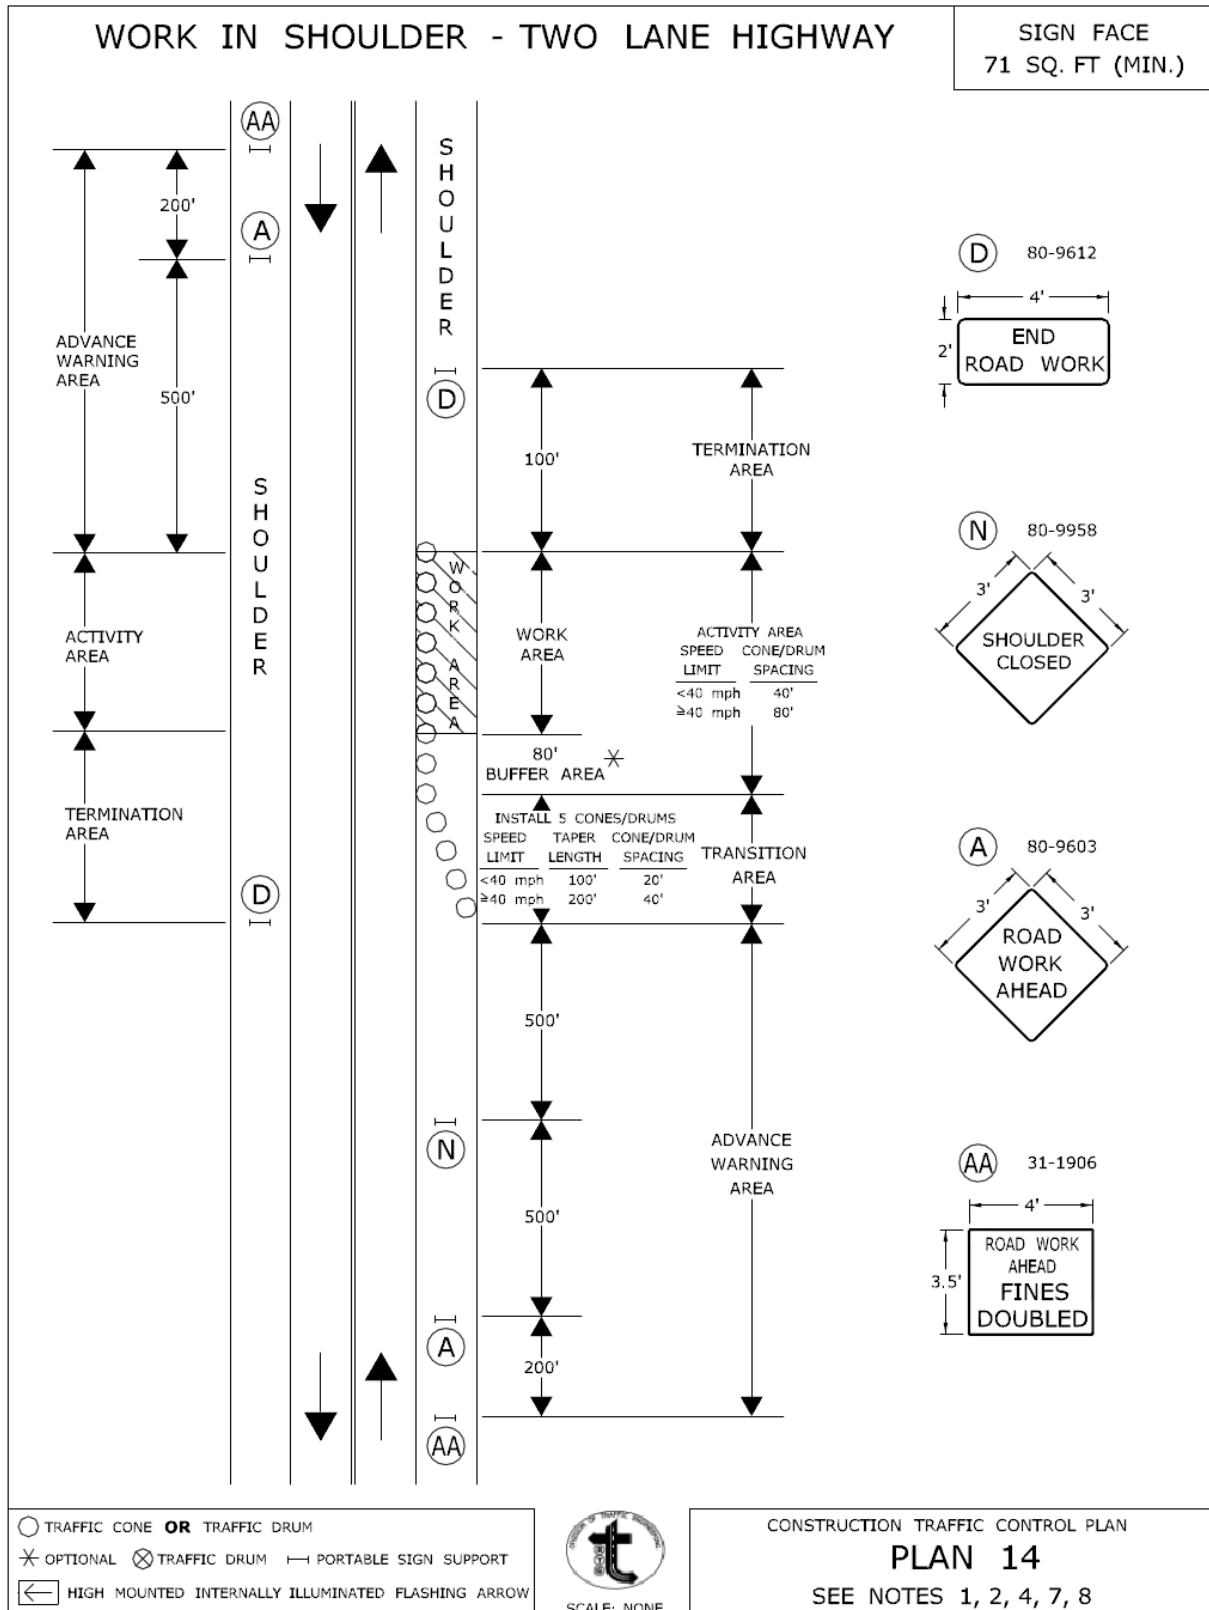 WORK IN SHOULDER - TWO LANE HIGHWAY
SIGN FACE
71 SQ. FT (MIN.)
AA
200'
A
ADVANCE
WARNING
AREA
500'
SHOULDER
SHOULDER
D
100'
TERMINATION
AREA
ACTIVITY
AREA
WORK AREA
WORK
AREA
ACTIVITY AREA
SPEED CONE/DRUM
LIMIT SPACING
<40 mph 40'
≥40 mph 80'
80'
BUFFER AREA *
TERMINATION
AREA
D
INSTALL 5 CONES/DRUMS
SPEED TAPER CONE/DRUM
LIMIT LENGTH SPACING
<40 mph 100' 20'
≥40 mph 200' 40'
TRANSITION
AREA
500'
N
500'
ADVANCE
WARNING
AREA
A
200'
AA
D 80-9612
4'
2'
END
ROAD WORK
N 80-9958
3' 3'
SHOULDER
CLOSED
A 80-9603
3' 3'
ROAD
WORK
AHEAD
AA 31-1906
4'
3.5'
ROAD WORK
AHEAD
FINES
DOUBLED
TRAFFIC CONE OR TRAFFIC DRUM
* OPTIONAL TRAFFIC DRUM PORTABLE SIGN SUPPORT
HIGH MOUNTED INTERNALLY ILLUMINATED FLASHING ARROW
DIVISION OF TRAFFIC ENGINEERING
SCALE: NONE
CONSTRUCTION TRAFFIC CONTROL PLAN
PLAN 14
SEE NOTES 1, 2, 4, 7, 8